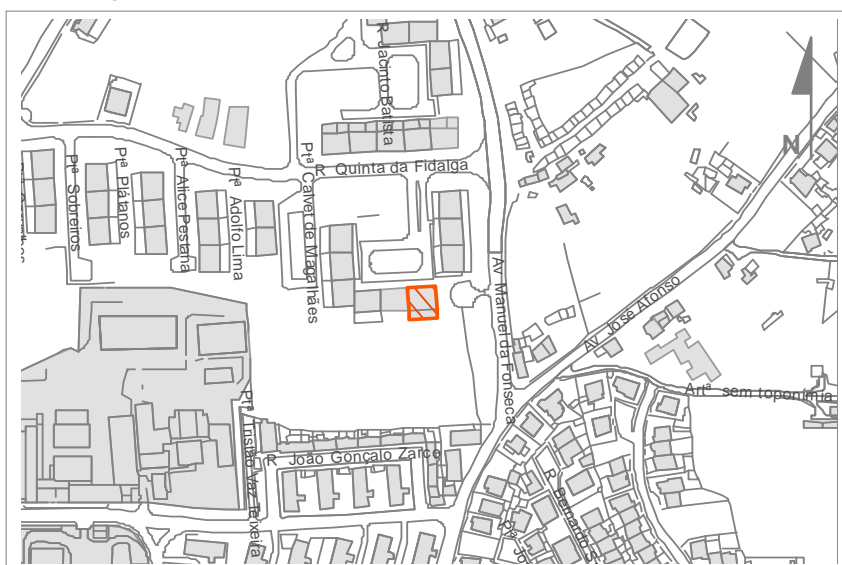 R Jacinto Batista
N
R Quinta da Fidalga
Ptª Sobreiros
Ptª Plátanos
Ptª Alice Pestana
Ptª Adolfo Lima
Ptª Calvet de Magalhães
Av Manuel da Fonseca
Av José Afonso
Artª sem toponímia
Ptª Tristão Vaz Teixeira
R João Gonçalo Zarco
R Bernardo S